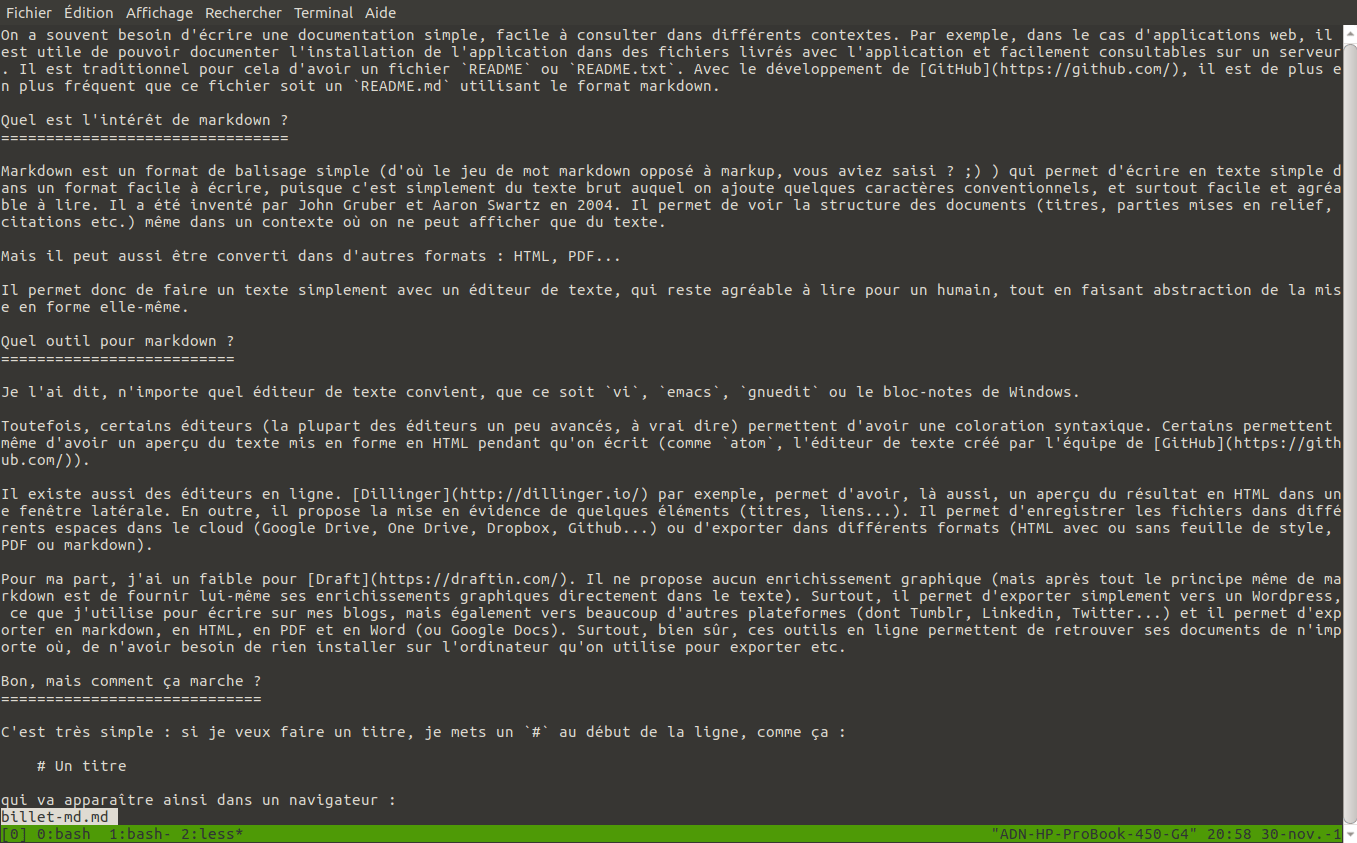 Fichier Édition Affichage Rechercher Terminal Aide
On a souvent besoin d'écrire une documentation simple, facile à consulter dans différents contextes. Par exemple, dans le cas d'applications web, il
est utile de pouvoir documenter l'installation de l'application dans des fichiers livrés avec l'application et facilement consultables sur un serveur
. Il est traditionnel pour cela d'avoir un fichier `README` ou `README.txt`. Avec le développement de [GitHub](https://github.com/), il est de plus e
n plus fréquent que ce fichier soit un `README.md` utilisant le format markdown.
Quel est l'intérêt de markdown ?
================================
Markdown est un format de balisage simple (d'où le jeu de mot markdown opposé à markup, vous aviez saisi ? ;) ) qui permet d'écrire en texte simple d
ans un format facile à écrire, puisque c'est simplement du texte brut auquel on ajoute quelques caractères conventionnels, et surtout facile et agréa
ble à lire. Il a été inventé par John Gruber et Aaron Swartz en 2004. Il permet de voir la structure des documents (titres, parties mises en relief,
citations etc.) même dans un contexte où on ne peut afficher que du texte.
Mais il peut aussi être converti dans d'autres formats : HTML, PDF...
Il permet donc de faire un texte simplement avec un éditeur de texte, qui reste agréable à lire pour un humain, tout en faisant abstraction de la mis
e en forme elle-même.
Quel outil pour markdown ?
==========================
Je l'ai dit, n'importe quel éditeur de texte convient, que ce soit `vi`, `emacs`, `gnuedit` ou le bloc-notes de Windows.
Toutefois, certains éditeurs (la plupart des éditeurs un peu avancés, à vrai dire) permettent d'avoir une coloration syntaxique. Certains permettent
même d'avoir un aperçu du texte mis en forme en HTML pendant qu'on écrit (comme `atom`, l'éditeur de texte créé par l'équipe de [GitHub](https://gith
ub.com/)).
Il existe aussi des éditeurs en ligne. [Dillinger](http://dillinger.io/) par exemple, permet d'avoir, là aussi, un aperçu du résultat en HTML dans un
e fenêtre latérale. En outre, il propose la mise en évidence de quelques éléments (titres, liens...). Il permet d'enregistrer les fichiers dans diffé
rents espaces dans le cloud (Google Drive, One Drive, Dropbox, Github...) ou d'exporter dans différents formats (HTML avec ou sans feuille de style,
PDF ou markdown).
Pour ma part, j'ai un faible pour [Draft](https://draftin.com/). Il ne propose aucun enrichissement graphique (mais après tout le principe même de ma
rkdown est de fournir lui-même ses enrichissements graphiques directement dans le texte). Surtout, il permet d'exporter simplement vers un Wordpress,
ce que j'utilise pour écrire sur mes blogs, mais également vers beaucoup d'autres plateformes (dont Tumblr, Linkedin, Twitter...) et il permet d'exp
orter en markdown, en HTML, en PDF et en Word (ou Google Docs). Surtout, bien sûr, ces outils en ligne permettent de retrouver ses documents de n'imp
orte où, de n'avoir besoin de rien installer sur l'ordinateur qu'on utilise pour exporter etc.
Bon, mais comment ça marche ?
=============================
C'est très simple : si je veux faire un titre, je mets un `#` au début de la ligne, comme ça :
# Un titre
qui va apparaître ainsi dans un navigateur :
billet-md.md
[0] 0:bash  1:bash- 2:less* "ADN-HP-ProBook-450-G4" 20:58 30-nov.-1